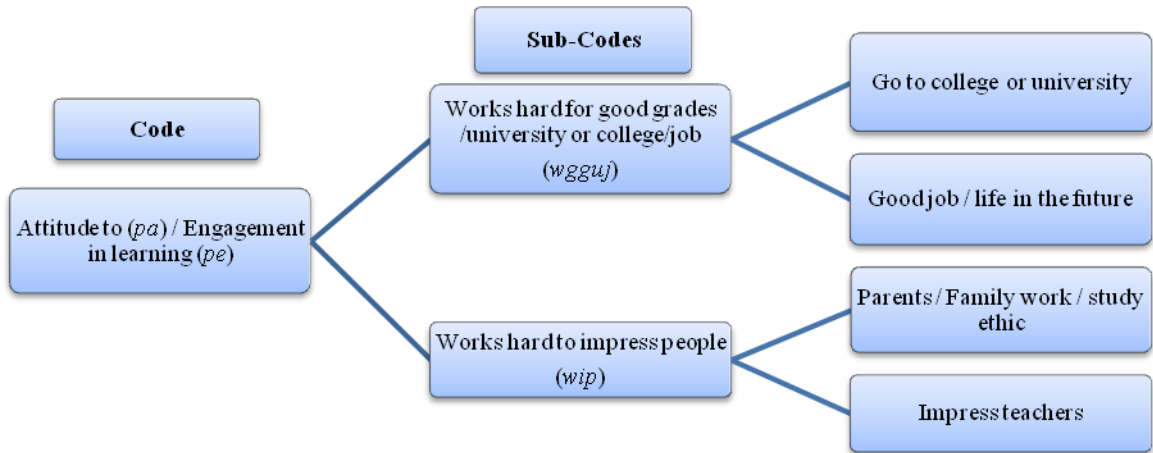 Code
Attitude to (pa) / Engagement
in learning (pe)
Sub-Codes
Works hard for good grades
/university or college/job
(wgguj)
Works hard to impress people
(wip)
Go to college or university
Good job / life in the future
Parents / Family work / study
ethic
Impress teachers